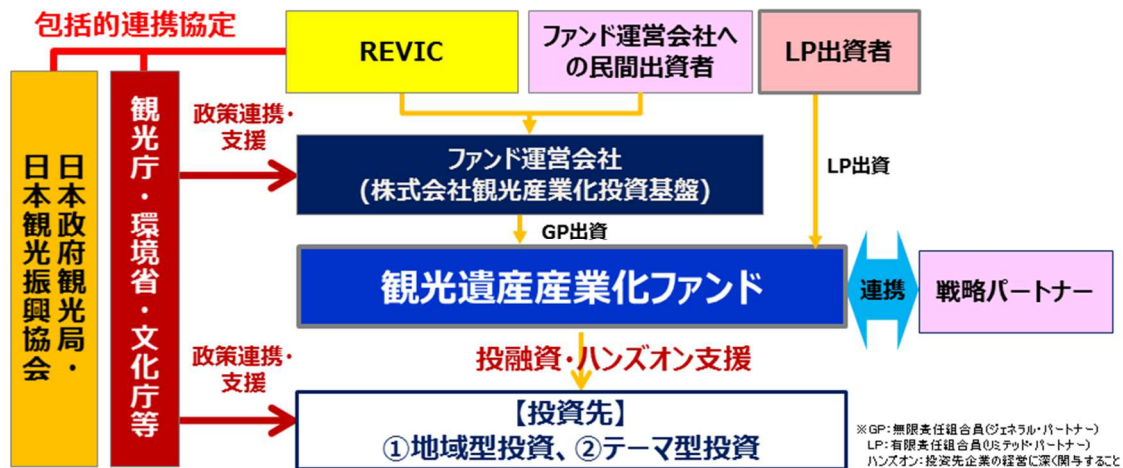 包括的連携協定
REVIC
ファンド運営会社へ
の民間出資者
LP出資者
日本政府観光局・
日本観光振興協会
観光庁・環境省・文化庁等
政策連携・
支援
ファンド運営会社
(株式会社観光産業化投資基盤)
LP出資
GP出資
観光遺産産業化ファンド
連携
戦略パートナー
政策連携・
支援
投融資・ハンズオン支援
【投資先】
①地域型投資、②テーマ型投資
※GP:無限責任組合員(ジェネラル・パートナー)
LP:有限責任組合員(リミテッド・パートナー)
ハンズオン:投資先企業の経営に深く関与すること